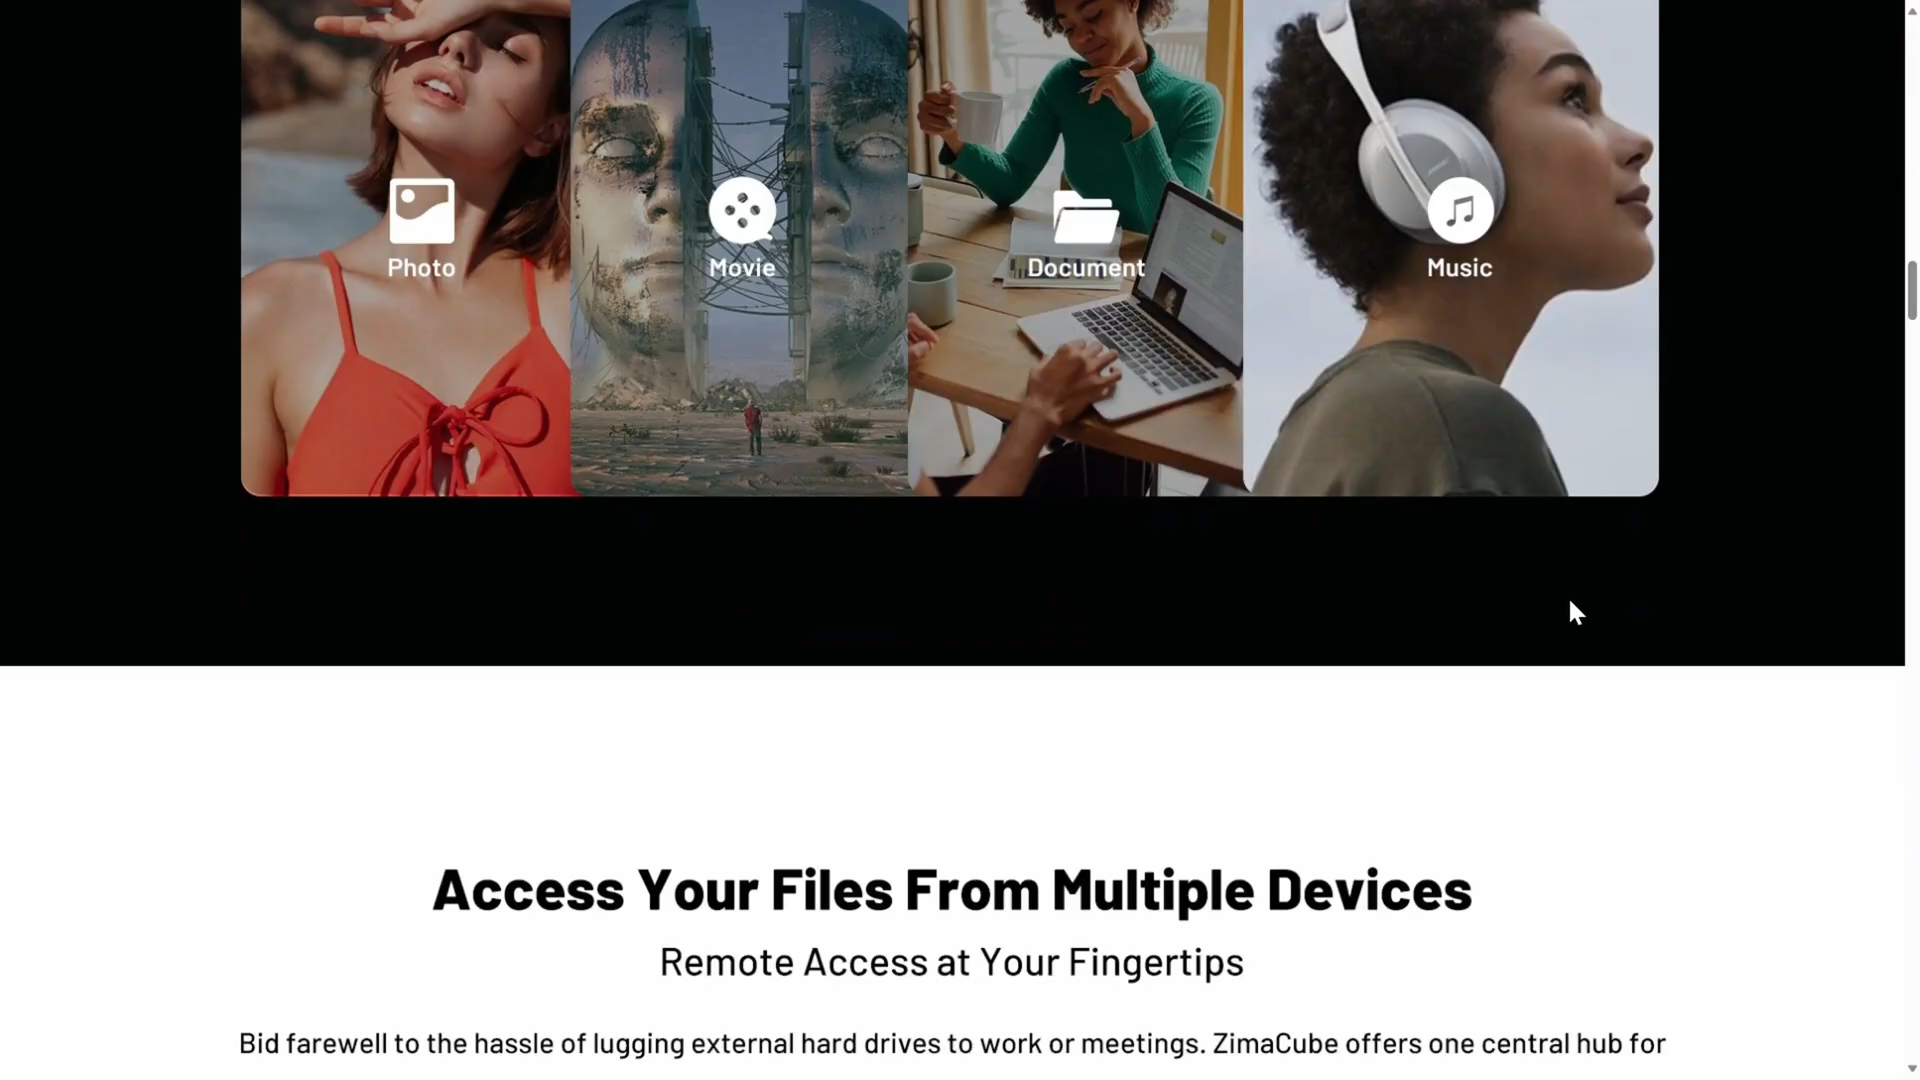 Photo
Movie
Document
Music
Access Your Files From Multiple Devices
Remote Access at Your Fingertips
Bid farewell to the hassle of lugging external hard drives to work or meetings. ZimaCube offers one central hub for